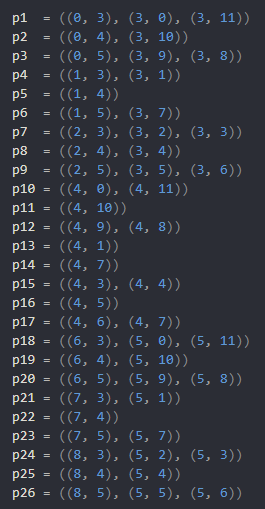 p1  = ((0, 3), (3, 0), (3, 11))
p2  = ((0, 4), (3, 10))
p3  = ((0, 5), (3, 9), (3, 8))
p4  = ((1, 3), (3, 1))
p5  = ((1, 4))
p6  = ((1, 5), (3, 7))
p7  = ((2, 3), (3, 2), (3, 3))
p8  = ((2, 4), (3, 4))
p9  = ((2, 5), (3, 5), (3, 6))
p10 = ((4, 0), (4, 11))
p11 = ((4, 10))
p12 = ((4, 9), (4, 8))
p13 = ((4, 1))
p14 = ((4, 7))
p15 = ((4, 3), (4, 4))
p16 = ((4, 5))
p17 = ((4, 6), (4, 7))
p18 = ((6, 3), (5, 0), (5, 11))
p19 = ((6, 4), (5, 10))
p20 = ((6, 5), (5, 9), (5, 8))
p21 = ((7, 3), (5, 1))
p22 = ((7, 4))
p23 = ((7, 5), (5, 7))
p24 = ((8, 3), (5, 2), (5, 3))
p25 = ((8, 4), (5, 4))
p26 = ((8, 5), (5, 5), (5, 6))